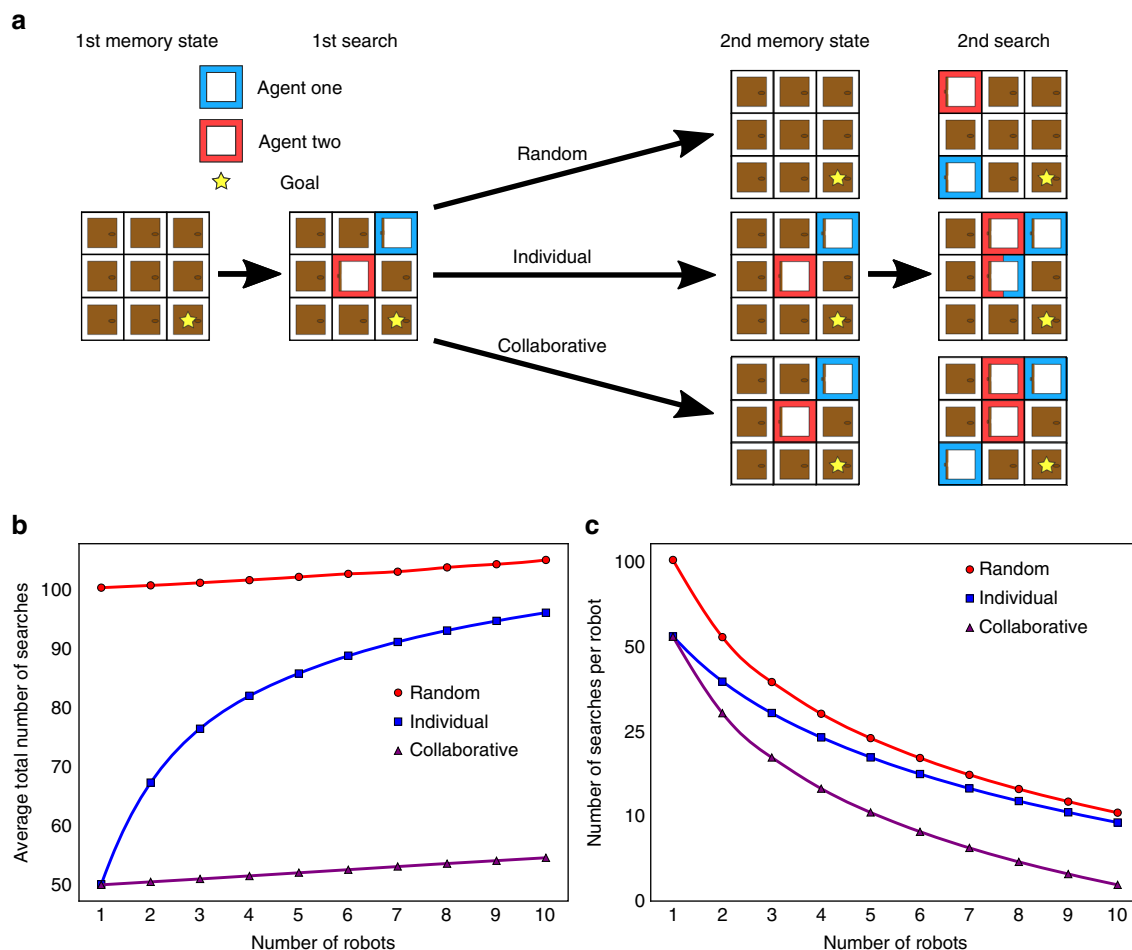 a
1st memory state
1st search
2nd memory state
2nd search
Agent one
Agent two
Goal
Random
Individual
Collaborative
b
Average total number of searches
100
90
80
70
60
50
Random
Individual
Collaborative
1 2 3 4 5 6 7 8 9 10
Number of robots
c
Number of searches per robot
100
50
25
10
0
Random
Individual
Collaborative
1 2 3 4 5 6 7 8 9 10
Number of robots